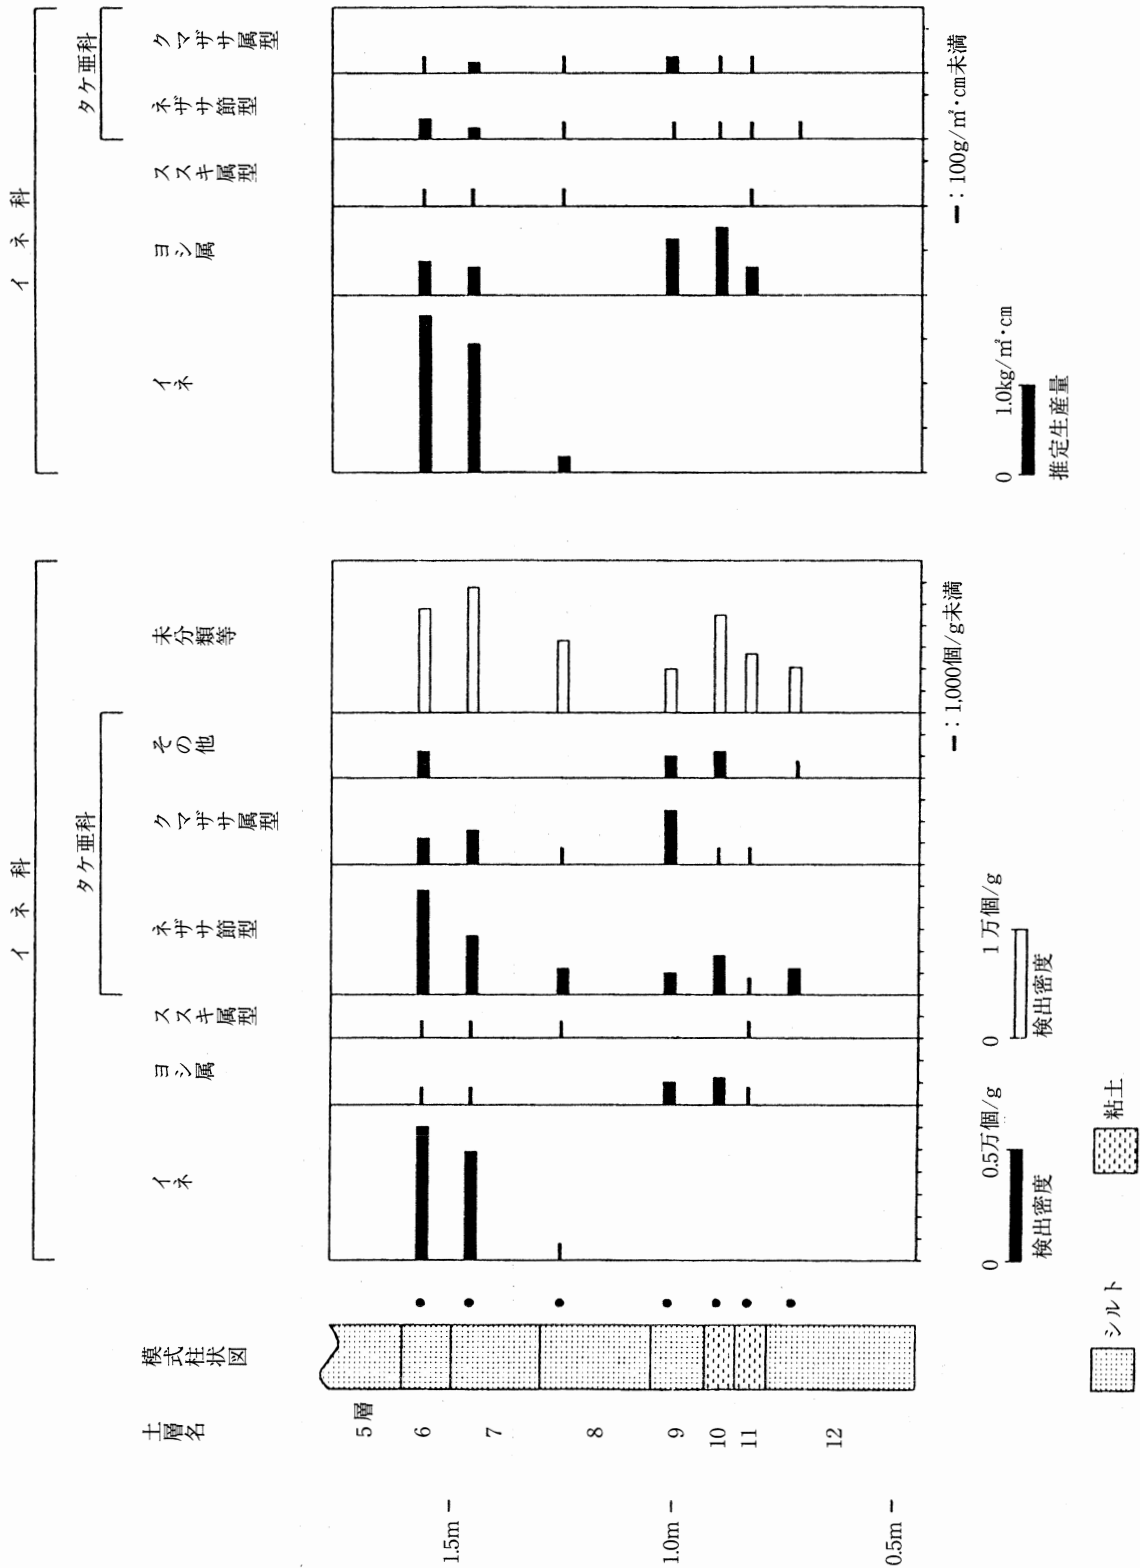 土層名
模式柱状図
5層
6
7
8
9
10
11
12
1.5m
1.0m
0.5m
イネ科
タケ亜科
イネ
ヨシ属
ススキ属型
ネザサ節型
クマザサ属型
その他
未分類等
0 0.5万個/g
検出密度
0 1万個/g
検出密度
━：1,000個/g未満
イネ科
タケ亜科
イネ
ヨシ属
ススキ属型
ネザサ節型
クマザサ属型
0 1.0kg/㎡･cm
推定生産量
━：100g/㎡･cm未満
シルト
粘土